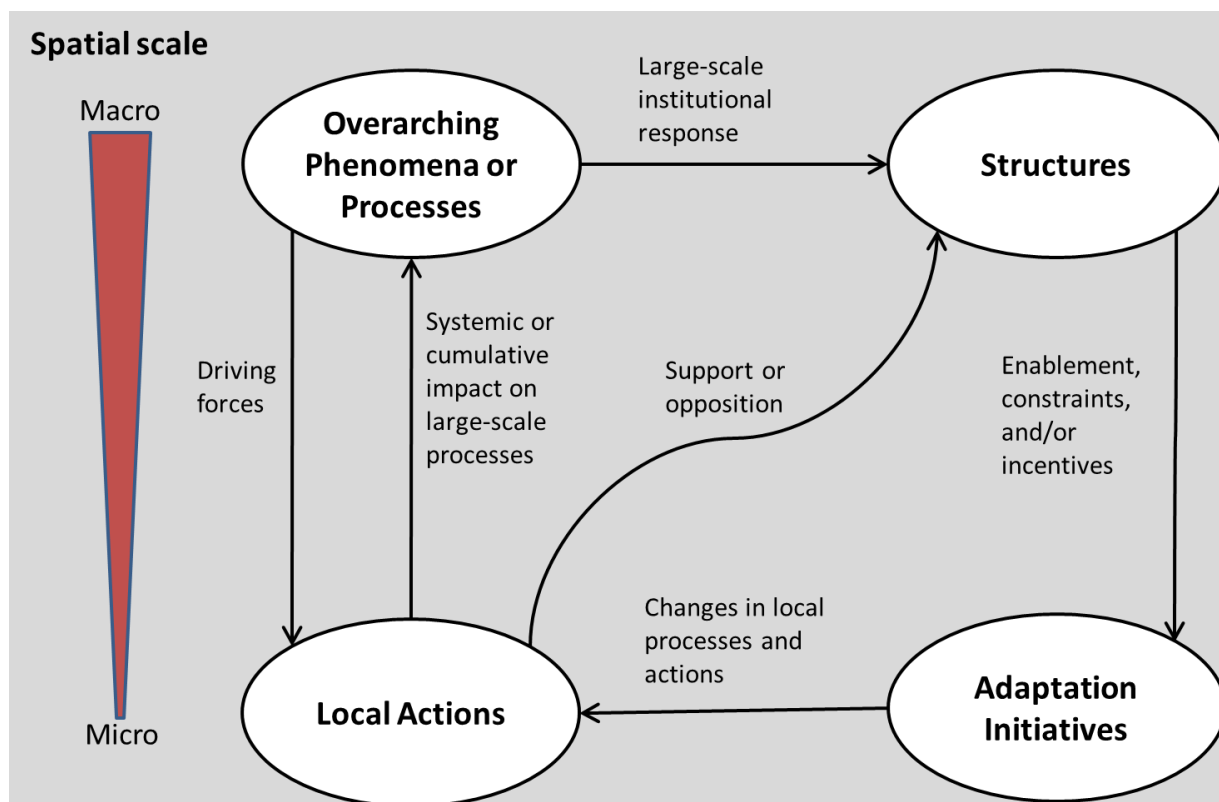 Spatial scale
Macro
Overarching
Phenomena or
Processes
Large-scale
institutional
response
Structures
Driving
forces
Systemic or
cumulative
impact on
large-scale
processes
Support or
opposition
Enablement,
constraints,
and/or
incentives
Changes in local
processes and
actions
Local Actions
Adaptation
Initiatives
Micro